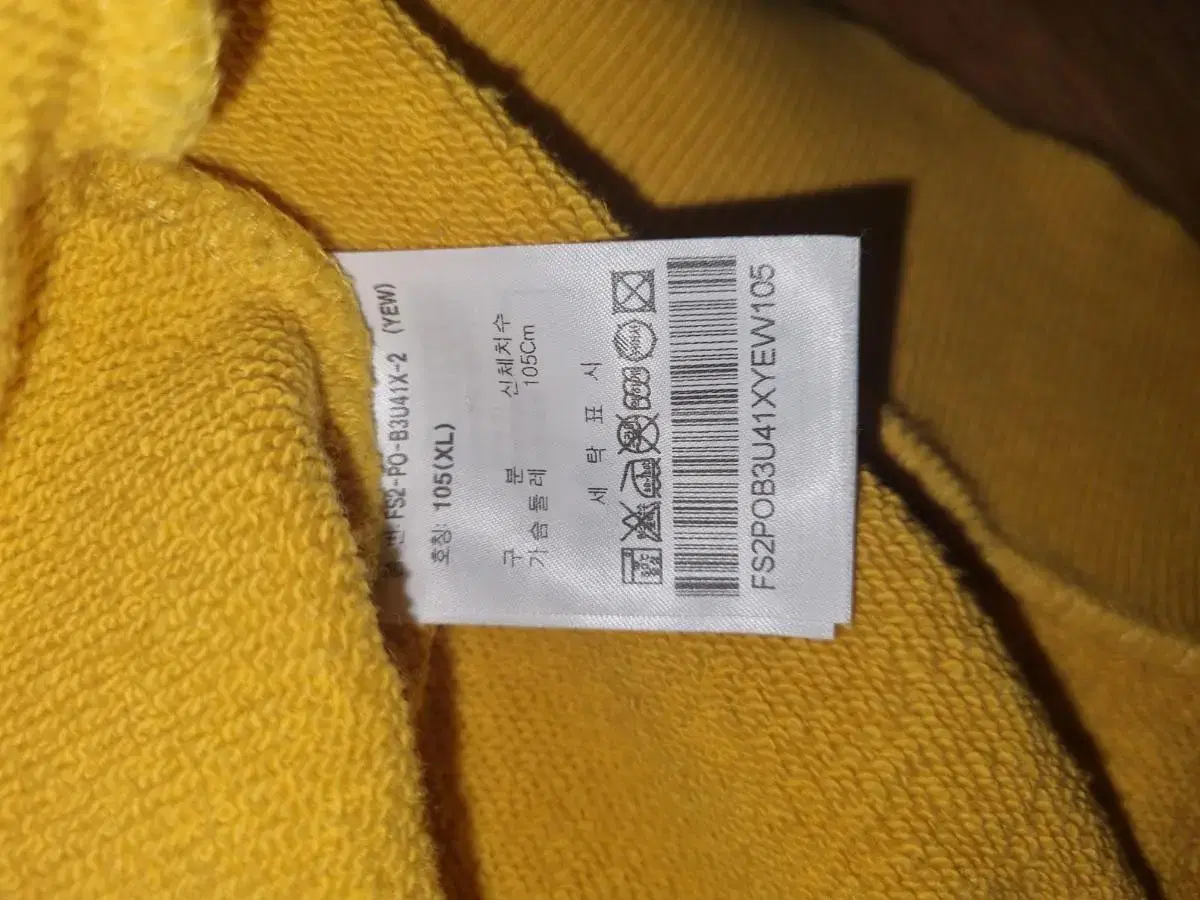 FS2-PO-B3U41X-2 (YEW)
호칭: 105(XL)
구 분 신체치수
가슴둘레 105Cm
세 탁 표 시
FS2POB3U41XYEW105